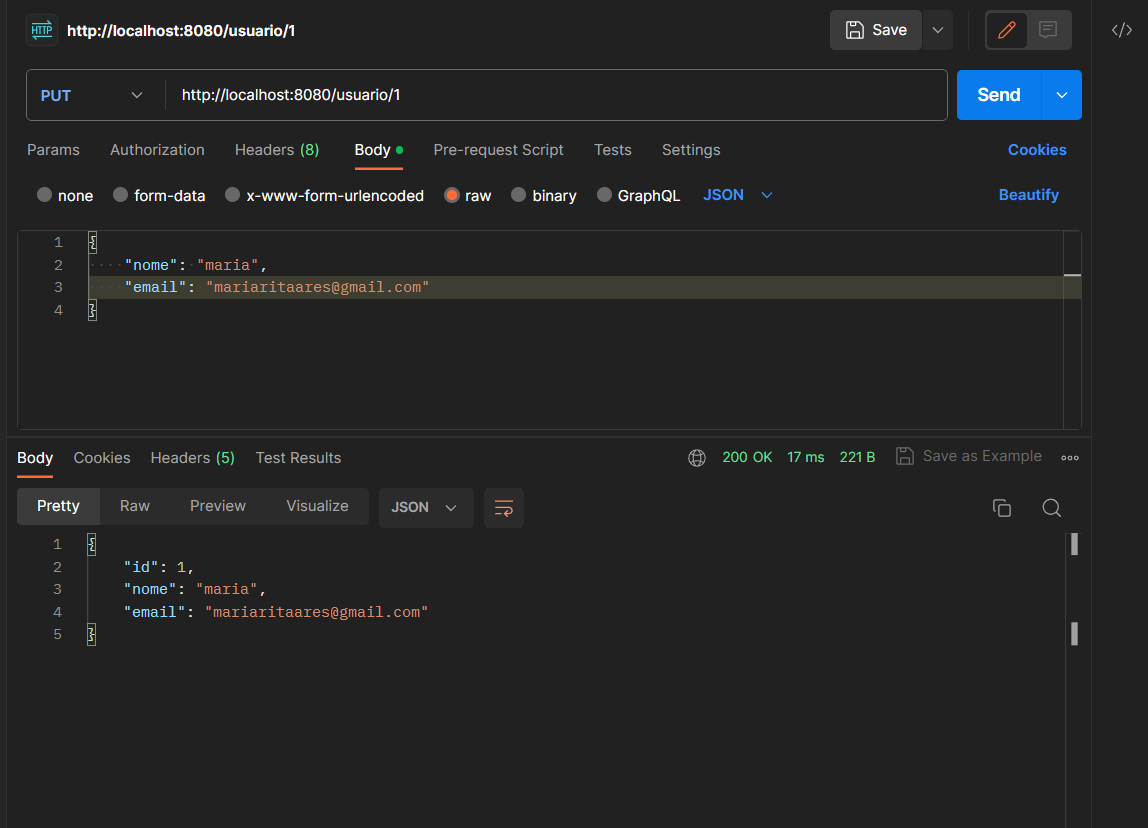 HTTP http://localhost:8080/usuario/1 Save
PUT http://localhost:8080/usuario/1 Send
Params Authorization Headers (8) Body Pre-request Script Tests Settings Cookies
none form-data x-www-form-urlencoded raw binary GraphQL JSON Beautify
1 {
2 "nome": "maria",
3 "email": "mariaritaares@gmail.com"
4 }
Body Cookies Headers (5) Test Results 200 OK 17 ms 221 B Save as Example
Pretty Raw Preview Visualize JSON
1 {
2 "id": 1,
3 "nome": "maria",
4 "email": "mariaritaares@gmail.com"
5 }